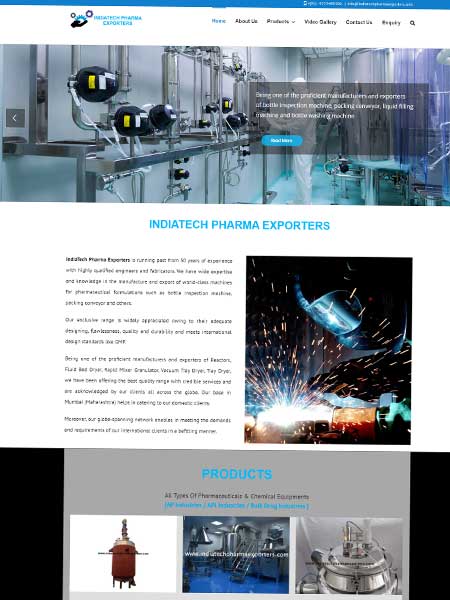 info@indiatechpharmaexporters.com
INDIATECH PHARMA
EXPORTERS
Home About Us Products Video Gallery Contact Us Enquiry
Being one of the proficient manufacturers and exporters
of bottle inspection machine, packing conveyor, liquid filling
machine and bottle washing machine
Read More
INDIATECH PHARMA EXPORTERS
IndiaTech Pharma Exporters is running past from 50 years of experience
with highly qualified engineers and fabricators. We have wide expertise
and knowledge in the manufacture and export of world-class machines
for pharmaceutical formulations such as bottle inspection machine,
packing conveyor and others.
Our exclusive range is widely appreciated owing to their adequate
designing, flawlessness, quality and durability and meets international
design standards like GMP.
Being one of the proficient manufacturers and exporters of Reactors,
Fluid Bed Dryer, Rapid Mixer Granulator, Vacuum Tray Dryer, Tray Dryer,
we have been offering the best quality range with credible services and
are acknowledged by our clients all across the globe. Our base in
Mumbai (Maharashtra) helps in catering to our domestic clients.
Moreover, our globe-spanning network enables in meeting the demands
and requirements of our international clients in a befitting manner.
PRODUCTS
All Types Of Pharmaceuticals & Chemical Equipments
(AP Industries / API Industries / Bulk Drug Industries)
www.indiatechpharmaexporters.com
www.indiatechpharmaexporters.com
www.indiatechpharmaexporters.com